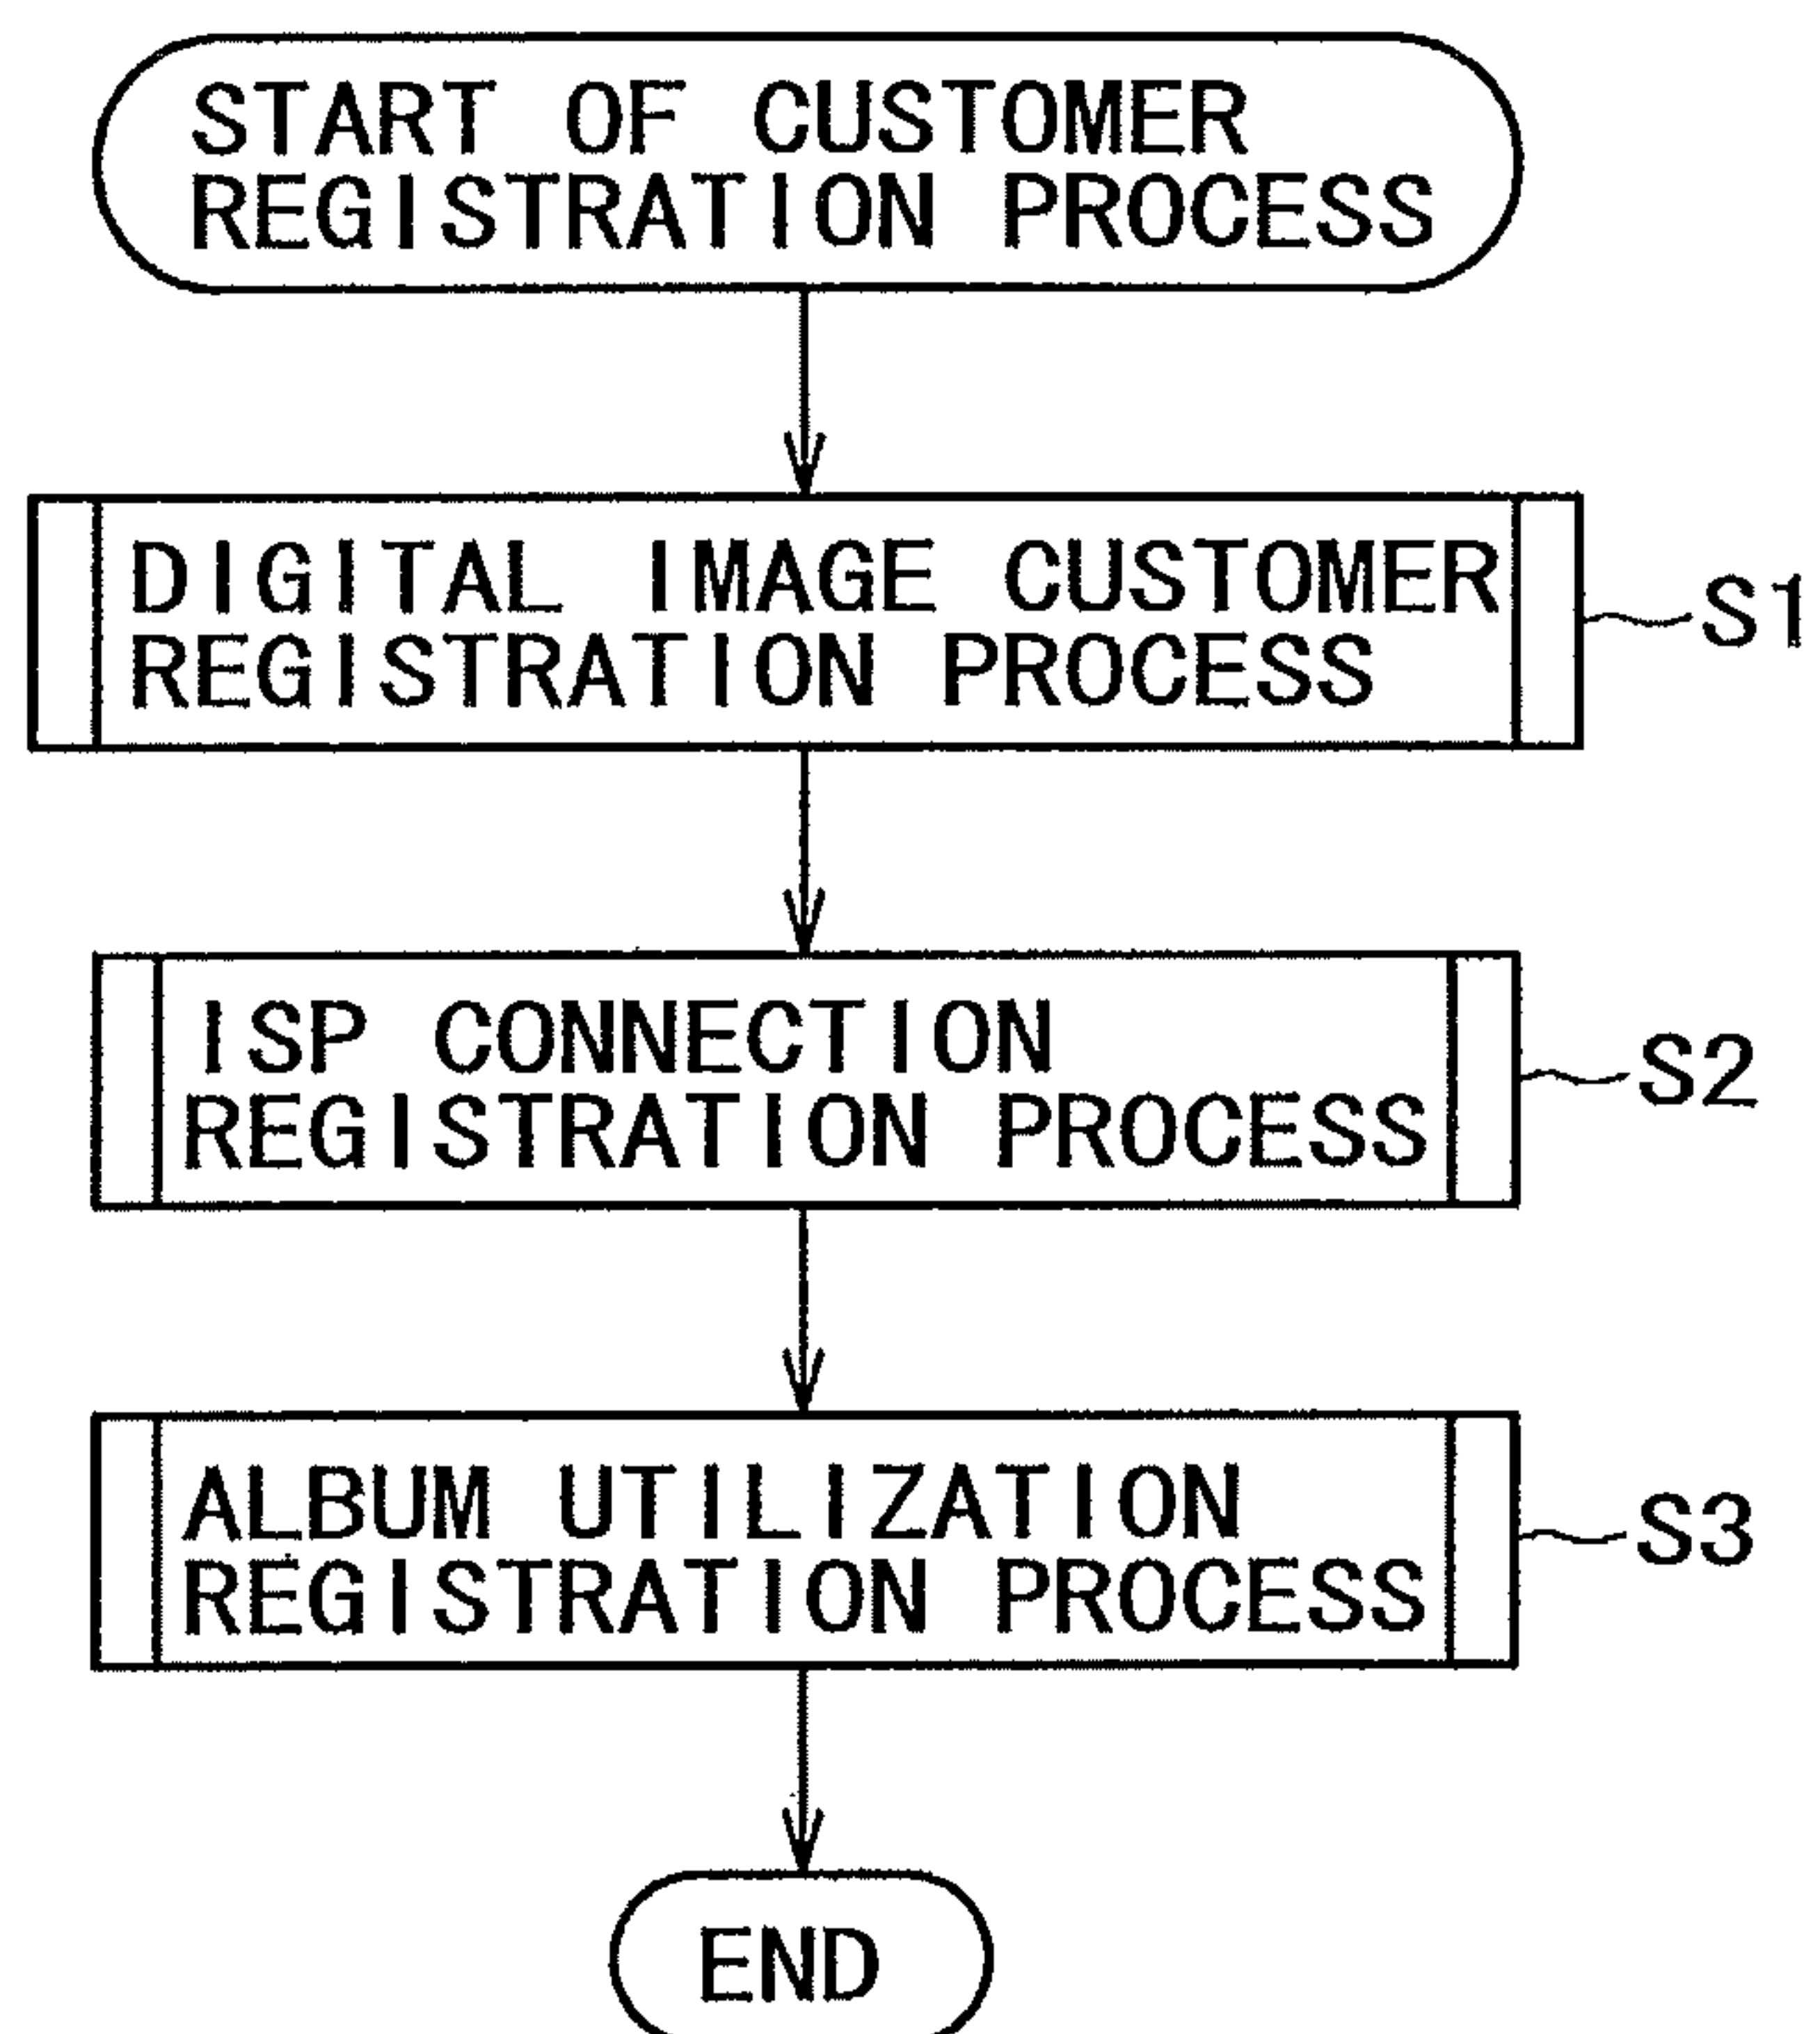 START OF CUSTOMER
REGISTRATION PROCESS
DIGITAL IMAGE CUSTOMER
REGISTRATION PROCESS
S1
ISP CONNECTION
REGISTRATION PROCESS
S2
ALBUM UTILIZATION
REGISTRATION PROCESS
S3
END